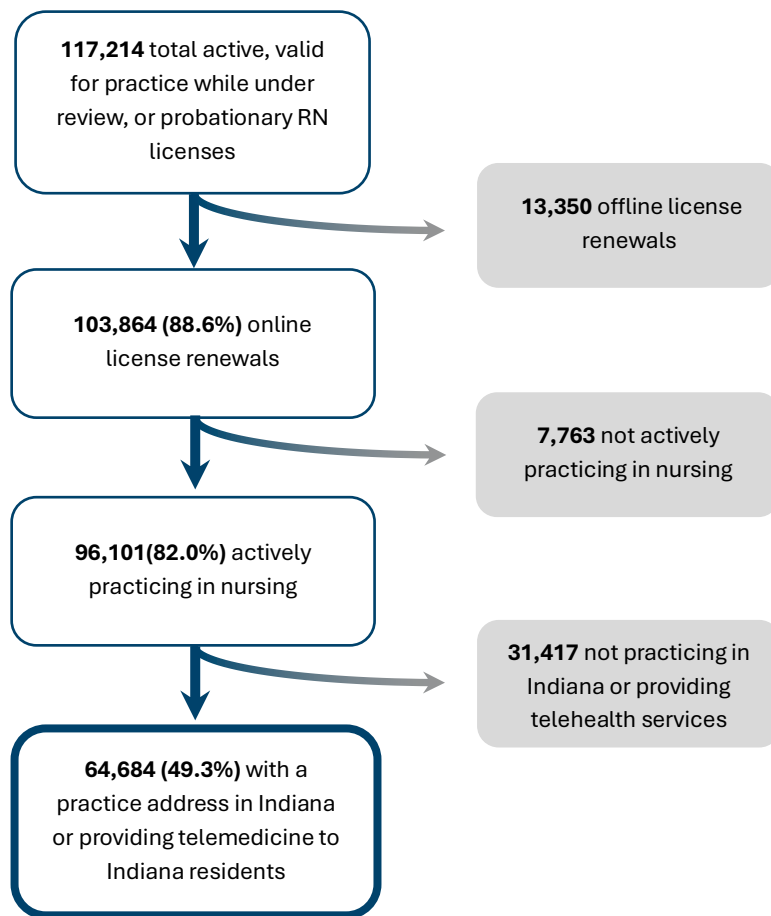 117,214 total active, valid
for practice while under
review, or probationary RN
licenses
13,350 offline license
renewals
103,864 (88.6%) online
license renewals
7,763 not actively
practicing in nursing
96,101(82.0%) actively
practicing in nursing
31,417 not practicing in
Indiana or providing
telehealth services
64,684 (49.3%) with a
practice address in Indiana
or providing telemedicine to
Indiana residents